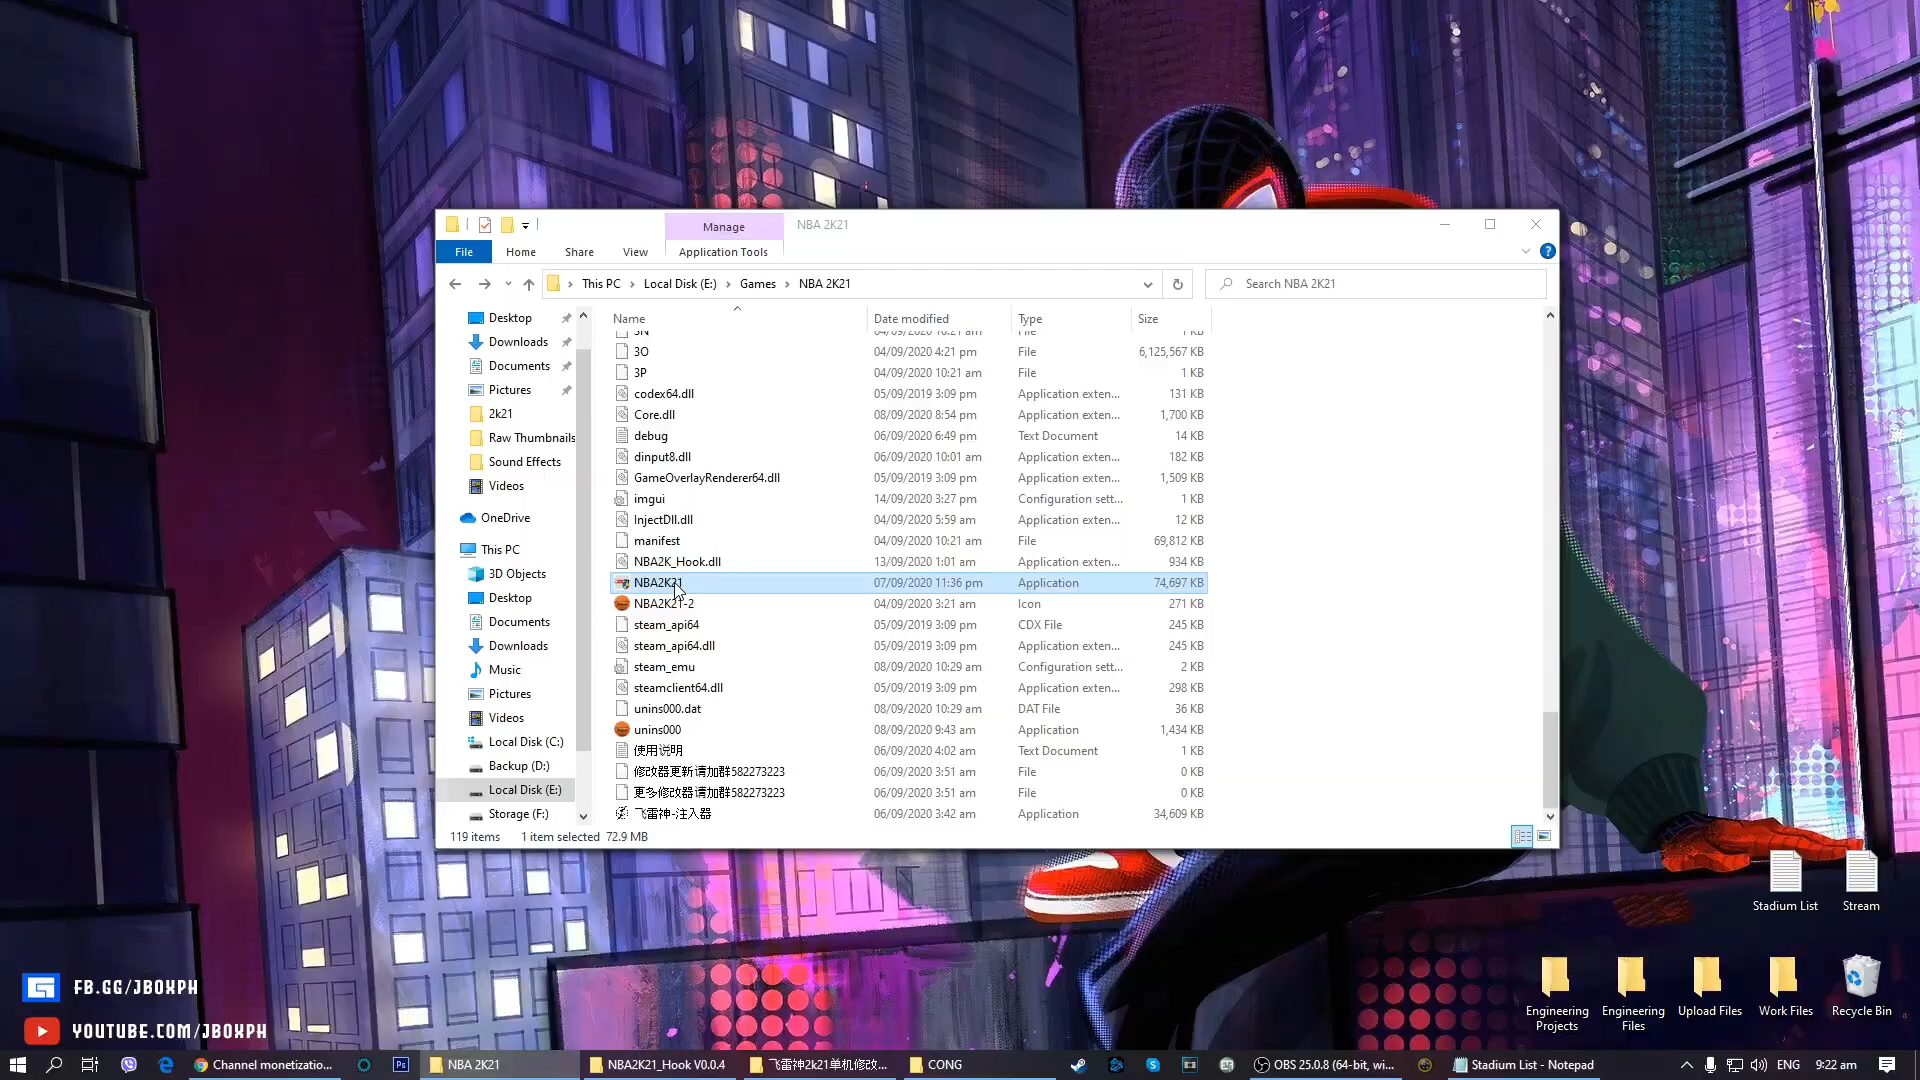 Manage
NBA 2K21
File
Home
Share
View
Application Tools
This PC
Local Disk (E:)
Games
NBA 2K21
Search NBA 2K21
Name
Date modified
Type
Size
3N 04/09/2020 10:21 am File 1 KB
3O 04/09/2020 4:21 pm File 6,125,567 KB
3P 04/09/2020 10:21 am File 1 KB
codex64.dll 05/09/2019 3:09 pm Application exten... 131 KB
Core.dll 08/09/2020 8:54 pm Application exten... 1,700 KB
debug 06/09/2020 6:49 pm Text Document 14 KB
dinput8.dll 06/09/2020 10:01 am Application exten... 182 KB
GameOverlayRenderer64.dll 05/09/2019 3:09 pm Application exten... 1,509 KB
imgui 14/09/2020 3:27 pm Configuration sett... 1 KB
InjectDll.dll 04/09/2020 5:59 am Application exten... 12 KB
manifest 04/09/2020 10:21 am File 69,812 KB
NBA2K_Hook.dll 13/09/2020 1:01 am Application exten... 934 KB
NBA2K21 07/09/2020 11:36 pm Application 74,697 KB
NBA2K21-2 04/09/2020 3:21 am Icon 271 KB
steam_api64 05/09/2019 3:09 pm CDX File 245 KB
steam_api64.dll 05/09/2019 3:09 pm Application exten... 245 KB
steam_emu 08/09/2020 10:29 am Configuration sett... 2 KB
steamclient64.dll 05/09/2019 3:09 pm Application exten... 298 KB
unins000.dat 08/09/2020 10:29 am DAT File 36 KB
unins000 08/09/2020 9:43 am Application 1,434 KB
使用说明 06/09/2020 4:02 am Text Document 1 KB
修改器更新请加群582273223 06/09/2020 3:51 am File 0 KB
更多修改器请加群582273223 06/09/2020 3:51 am File 0 KB
飞雷神-注入器 06/09/2020 3:42 am Application 34,609 KB
Desktop
Downloads
Documents
Pictures
2k21
Raw Thumbnails
Sound Effects
Videos
OneDrive
This PC
3D Objects
Desktop
Documents
Downloads
Music
Pictures
Videos
Local Disk (C:)
Backup (D:)
Local Disk (E:)
Storage (F:)
119 items
1 item selected 72.9 MB
Stadium List
Stream
Engineering Projects
Engineering Files
Upload Files
Work Files
Recycle Bin
FB.GG/JBOXPH
YOUTUBE.COM/JBOXPH
Ps
Channel monetizatio...
NBA 2K21
NBA2K21_Hook V0.0.4
飞雷神2k21单机修改...
CONG
OBS 25.0.8 (64-bit, wi...
Stadium List - Notepad
ENG
9:22 am